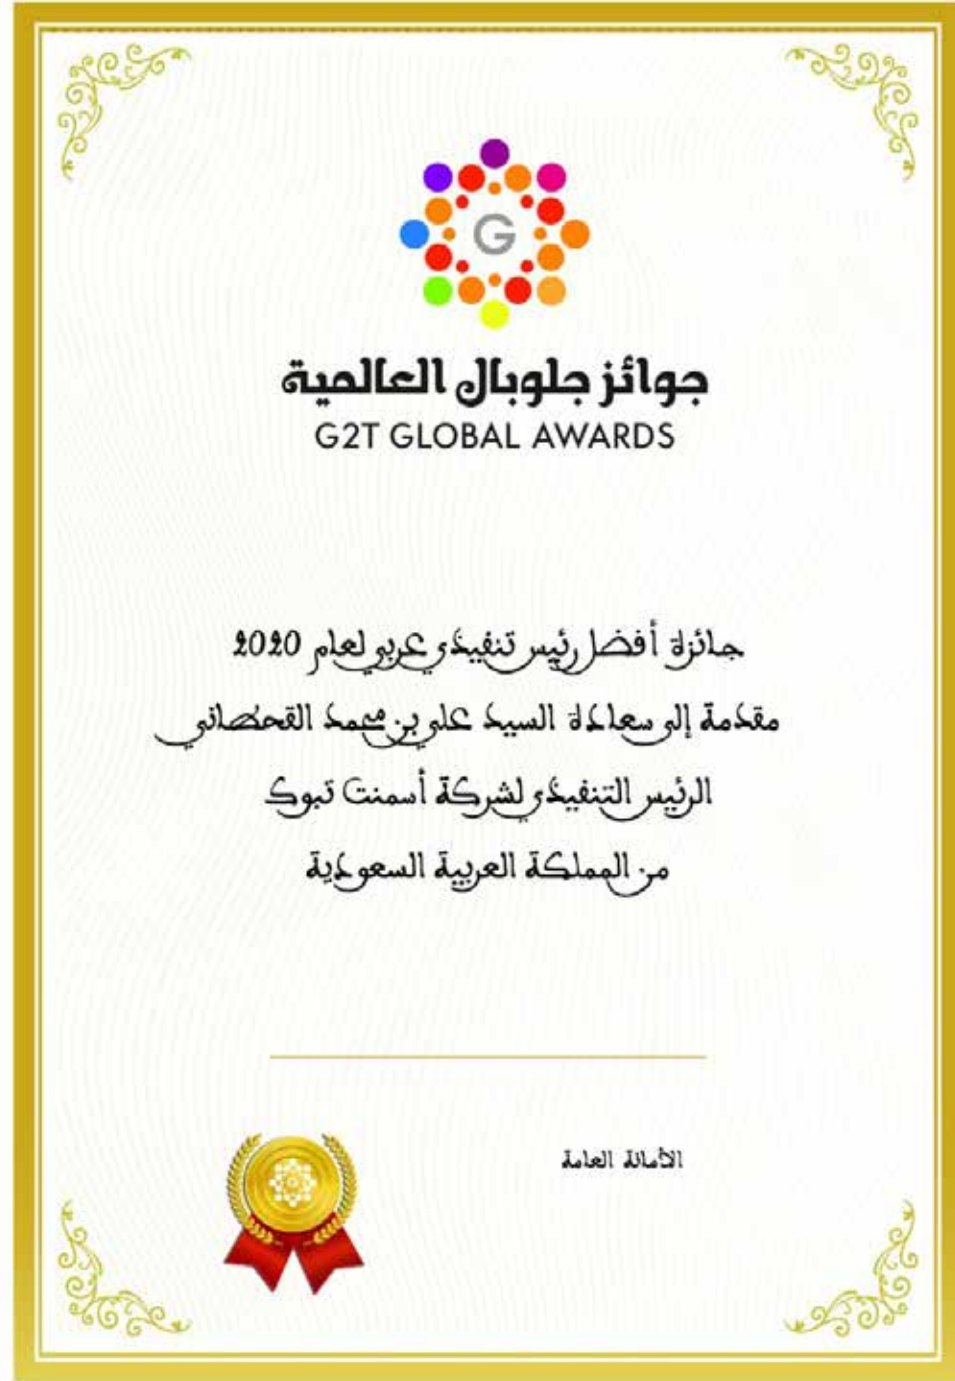 G
جوائز جلوبال العالمية
G2T GLOBAL AWARDS
جائزة أفضل رئيس تنفيذي عربي لعام 2020
مقدمة إلى سعادة السيد علي بن محمد القحطاني
الرئيس التنفيذي لشركة أسمنت تبوك
من المملكة العربية السعودية
الأمانة العامة